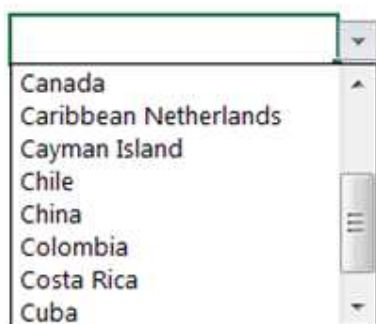 Canada
Caribbean Netherlands
Cayman Island
Chile
China
Colombia
Costa Rica
Cuba